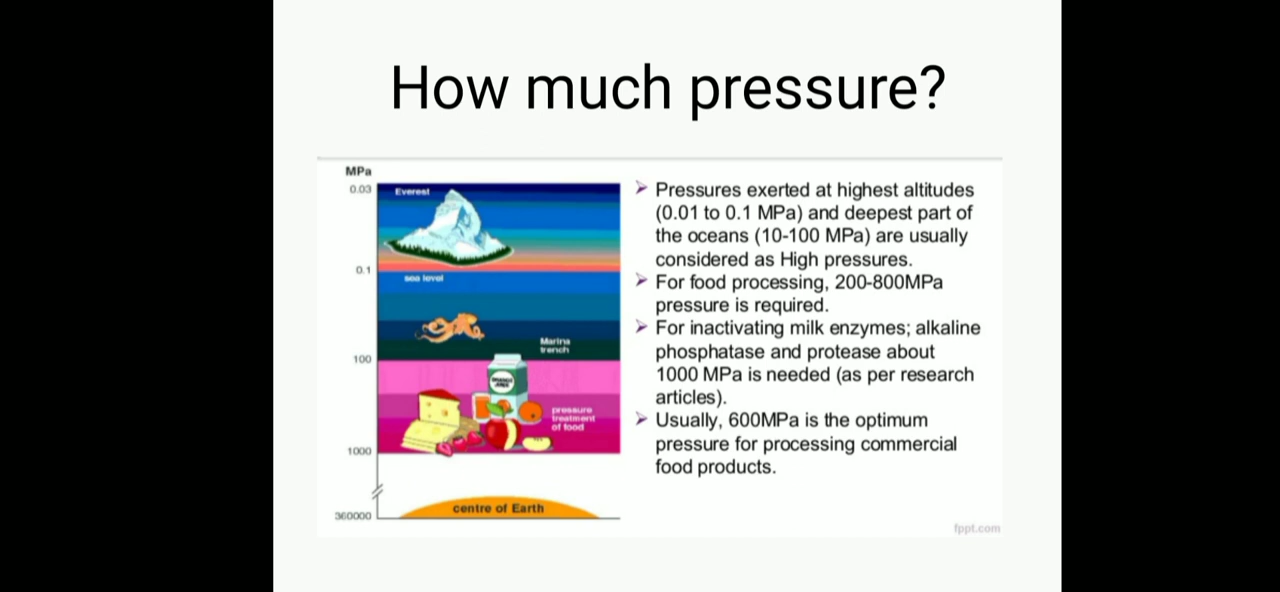 How much pressure?
MPa
0.03
Everest
0.1
sea level
Marina
trench
100
ORANGE
JUICE
pressure
treatment
of food
1000
centre of Earth
360000
➢ Pressures exerted at highest altitudes
(0.01 to 0.1 MPa) and deepest part of
the oceans (10-100 MPa) are usually
considered as High pressures.
➢ For food processing, 200-800MPa
pressure is required.
➢ For inactivating milk enzymes; alkaline
phosphatase and protease about
1000 MPa is needed (as per research
articles).
➢ Usually, 600MPa is the optimum
pressure for processing commercial
food products.
fppt.com